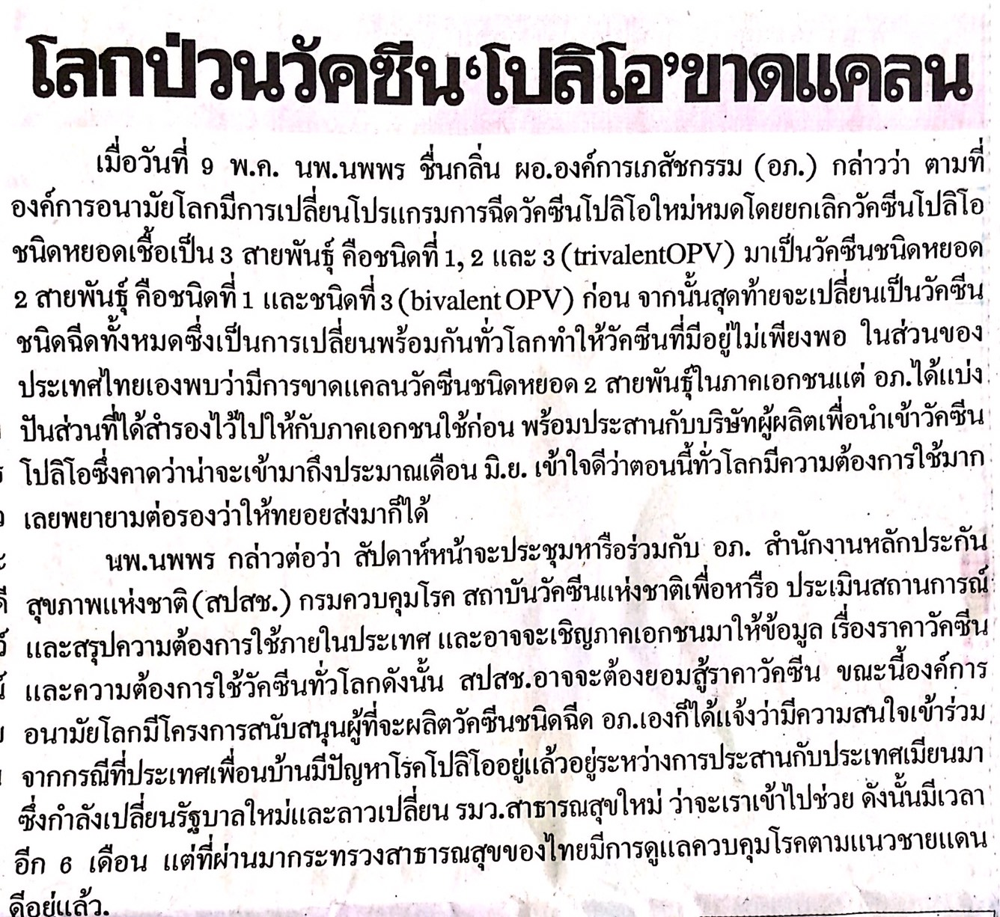 โลกป่วนวัคซีน‘โปลิโอ’ขาดแคลน
เมื่อวันที่ 9 พ.ค. นพ.นพพร ชื่นกลิ่น ผอ.องค์การเภสัชกรรม (อภ.) กล่าวว่า ตามที่
องค์การอนามัยโลกมีการเปลี่ยนโปรแกรมการฉีดวัคซีนโปลิโอใหม่หมดโดยยกเลิกวัคซีนโปลิโอ
ชนิดหยอดเชื้อเป็น 3 สายพันธุ์ คือชนิดที่ 1, 2 และ 3 (trivalentOPV) มาเป็นวัคซีนชนิดหยอด
2 สายพันธุ์ คือชนิดที่ 1 และชนิดที่ 3 (bivalent OPV) ก่อน จากนั้นสุดท้ายจะเปลี่ยนเป็นวัคซีน
ชนิดฉีดทั้งหมดซึ่งเป็นการเปลี่ยนพร้อมกันทั่วโลกทำให้วัคซีนที่มีอยู่ไม่เพียงพอ ในส่วนของ
ประเทศไทยเองพบว่ามีการขาดแคลนวัคซีนชนิดหยอด 2 สายพันธุ์ในภาคเอกชนแต่ อภ.ได้แบ่ง
ปันส่วนที่ได้สำรองไว้ไปให้กับภาคเอกชนใช้ก่อน พร้อมประสานกับบริษัทผู้ผลิตเพื่อนำเข้าวัคซีน
โปลิโอซึ่งคาดว่าน่าจะเข้ามาถึงประมาณเดือน มิ.ย. เข้าใจดีว่าตอนนี้ทั่วโลกมีความต้องการใช้มาก
เลยพยายามต่อรองว่าให้ทยอยส่งมาก็ได้
นพ.นพพร กล่าวต่อว่า สัปดาห์หน้าจะประชุมหารือร่วมกับ อภ. สำนักงานหลักประกัน
สุขภาพแห่งชาติ (สปสช.) กรมควบคุมโรค สถาบันวัคซีนแห่งชาติเพื่อหารือ ประเมินสถานการณ์
และสรุปความต้องการใช้ภายในประเทศ และอาจจะเชิญภาคเอกชนมาให้ข้อมูล เรื่องราคาวัคซีน
และความต้องการใช้วัคซีนทั่วโลกดังนั้น สปสช.อาจจะต้องยอมสู้ราคาวัคซีน ขณะนี้องค์การ
อนามัยโลกมีโครงการสนับสนุนผู้ที่จะผลิตวัคซีนชนิดฉีด อภ.เองก็ได้แจ้งว่ามีความสนใจเข้าร่วม
จากกรณีที่ประเทศเพื่อนบ้านมีปัญหาโรคโปลิโออยู่แล้วอยู่ระหว่างการประสานกับประเทศเมียนมา
ซึ่งกำลังเปลี่ยนรัฐบาลใหม่และลาวเปลี่ยน รมว.สาธารณสุขใหม่ ว่าจะเราเข้าไปช่วย ดังนั้นมีเวลา
อีก 6 เดือน แต่ที่ผ่านมากระทรวงสาธารณสุขของไทยมีการดูแลควบคุมโรคตามแนวชายแดน
ดีอยู่แล้ว.